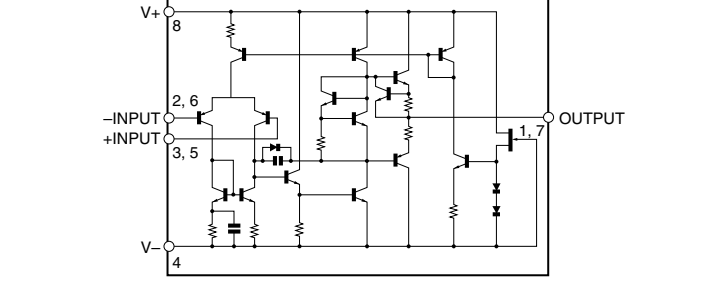 V+
8
2, 6
–INPUT
+INPUT
3, 5
OUTPUT
1, 7
V–
4